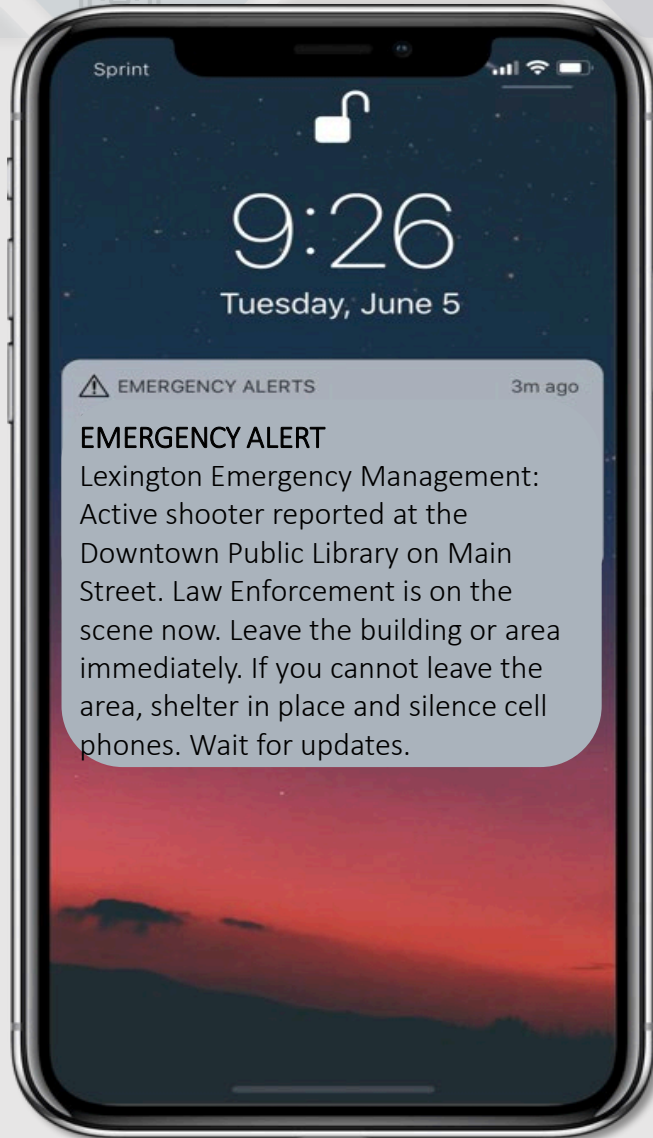 Sprint
9:26
Tuesday, June 5
EMERGENCY ALERTS 3m ago
EMERGENCY ALERT
Lexington Emergency Management:
Active shooter reported at the
Downtown Public Library on Main
Street. Law Enforcement is on the
scene now. Leave the building or area
immediately. If you cannot leave the
area, shelter in place and silence cell
phones. Wait for updates.